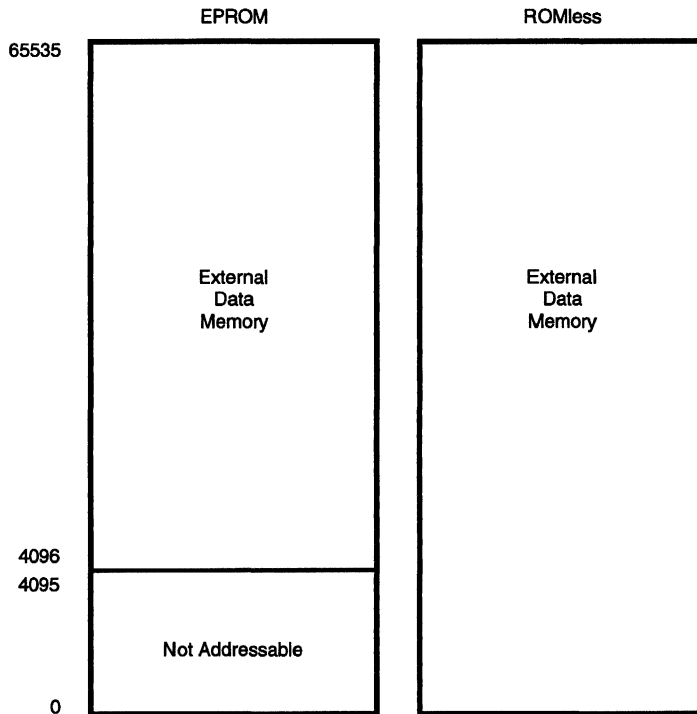 EPROM
ROMless
65535
External
Data
Memory
External
Data
Memory
4096
4095
Not Addressable
0